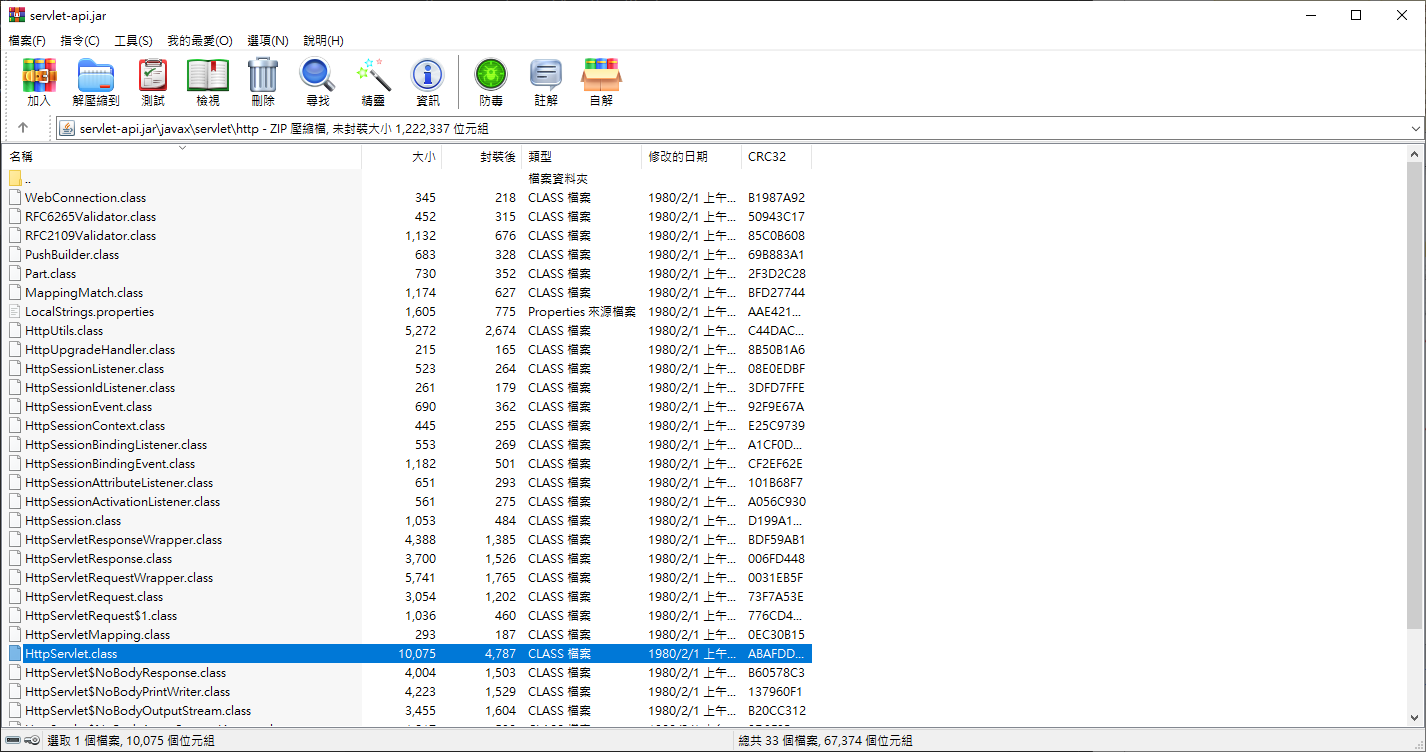 servlet-api.jar
檔案(F) 指令(C) 工具(S) 我的最愛(O) 選項(N) 說明(H)
加入 解壓縮到 測試 檢視 刪除 尋找 精靈 資訊 防毒 註解 自解
servlet-api.jar\javax\servlet\http - ZIP 壓縮檔, 未封裝大小 1,222,337 位元組
名稱 大小 封裝後 類型 修改的日期 CRC32
.. 檔案資料夾
WebConnection.class 345 218 CLASS 檔案 1980/2/1 上午... B1987A92
RFC6265Validator.class 452 315 CLASS 檔案 1980/2/1 上午... 50943C17
RFC2109Validator.class 1,132 676 CLASS 檔案 1980/2/1 上午... 85C0B608
PushBuilder.class 683 328 CLASS 檔案 1980/2/1 上午... 69B883A1
Part.class 730 352 CLASS 檔案 1980/2/1 上午... 2F3D2C28
MappingMatch.class 1,174 627 CLASS 檔案 1980/2/1 上午... BFD27744
LocalStrings.properties 1,605 775 Properties 來源檔案 1980/2/1 上午... AAE421...
HttpUtils.class 5,272 2,674 CLASS 檔案 1980/2/1 上午... C44DAC...
HttpUpgradeHandler.class 215 165 CLASS 檔案 1980/2/1 上午... 8B50B1A6
HttpSessionListener.class 523 264 CLASS 檔案 1980/2/1 上午... 08E0EDBF
HttpSessionIdListener.class 261 179 CLASS 檔案 1980/2/1 上午... 3DFD7FFE
HttpSessionEvent.class 690 362 CLASS 檔案 1980/2/1 上午... 92F9E67A
HttpSessionContext.class 445 255 CLASS 檔案 1980/2/1 上午... E25C9739
HttpSessionBindingListener.class 553 269 CLASS 檔案 1980/2/1 上午... A1CF0D...
HttpSessionBindingEvent.class 1,182 501 CLASS 檔案 1980/2/1 上午... CF2EF62E
HttpSessionAttributeListener.class 651 293 CLASS 檔案 1980/2/1 上午... 101B68F7
HttpSessionActivationListener.class 561 275 CLASS 檔案 1980/2/1 上午... A056C930
HttpSession.class 1,053 484 CLASS 檔案 1980/2/1 上午... D199A1...
HttpServletResponseWrapper.class 4,388 1,385 CLASS 檔案 1980/2/1 上午... BDF59AB1
HttpServletResponse.class 3,700 1,526 CLASS 檔案 1980/2/1 上午... 006FD448
HttpServletRequestWrapper.class 5,741 1,765 CLASS 檔案 1980/2/1 上午... 0031EB5F
HttpServletRequest.class 3,054 1,202 CLASS 檔案 1980/2/1 上午... 73F7A53E
HttpServletRequest$1.class 1,036 460 CLASS 檔案 1980/2/1 上午... 776CD4...
HttpServletMapping.class 293 187 CLASS 檔案 1980/2/1 上午... 0EC30B15
HttpServlet.class 10,075 4,787 CLASS 檔案 1980/2/1 上午... ABAFDD...
HttpServlet$NoBodyResponse.class 4,004 1,503 CLASS 檔案 1980/2/1 上午... B60578C3
HttpServlet$NoBodyPrintWriter.class 4,223 1,529 CLASS 檔案 1980/2/1 上午... 137960F1
HttpServlet$NoBodyOutputStream.class 3,455 1,604 CLASS 檔案 1980/2/1 上午... B20CC312
選取 1 個檔案, 10,075 個位元組 總共 33 個檔案, 67,374 個位元組